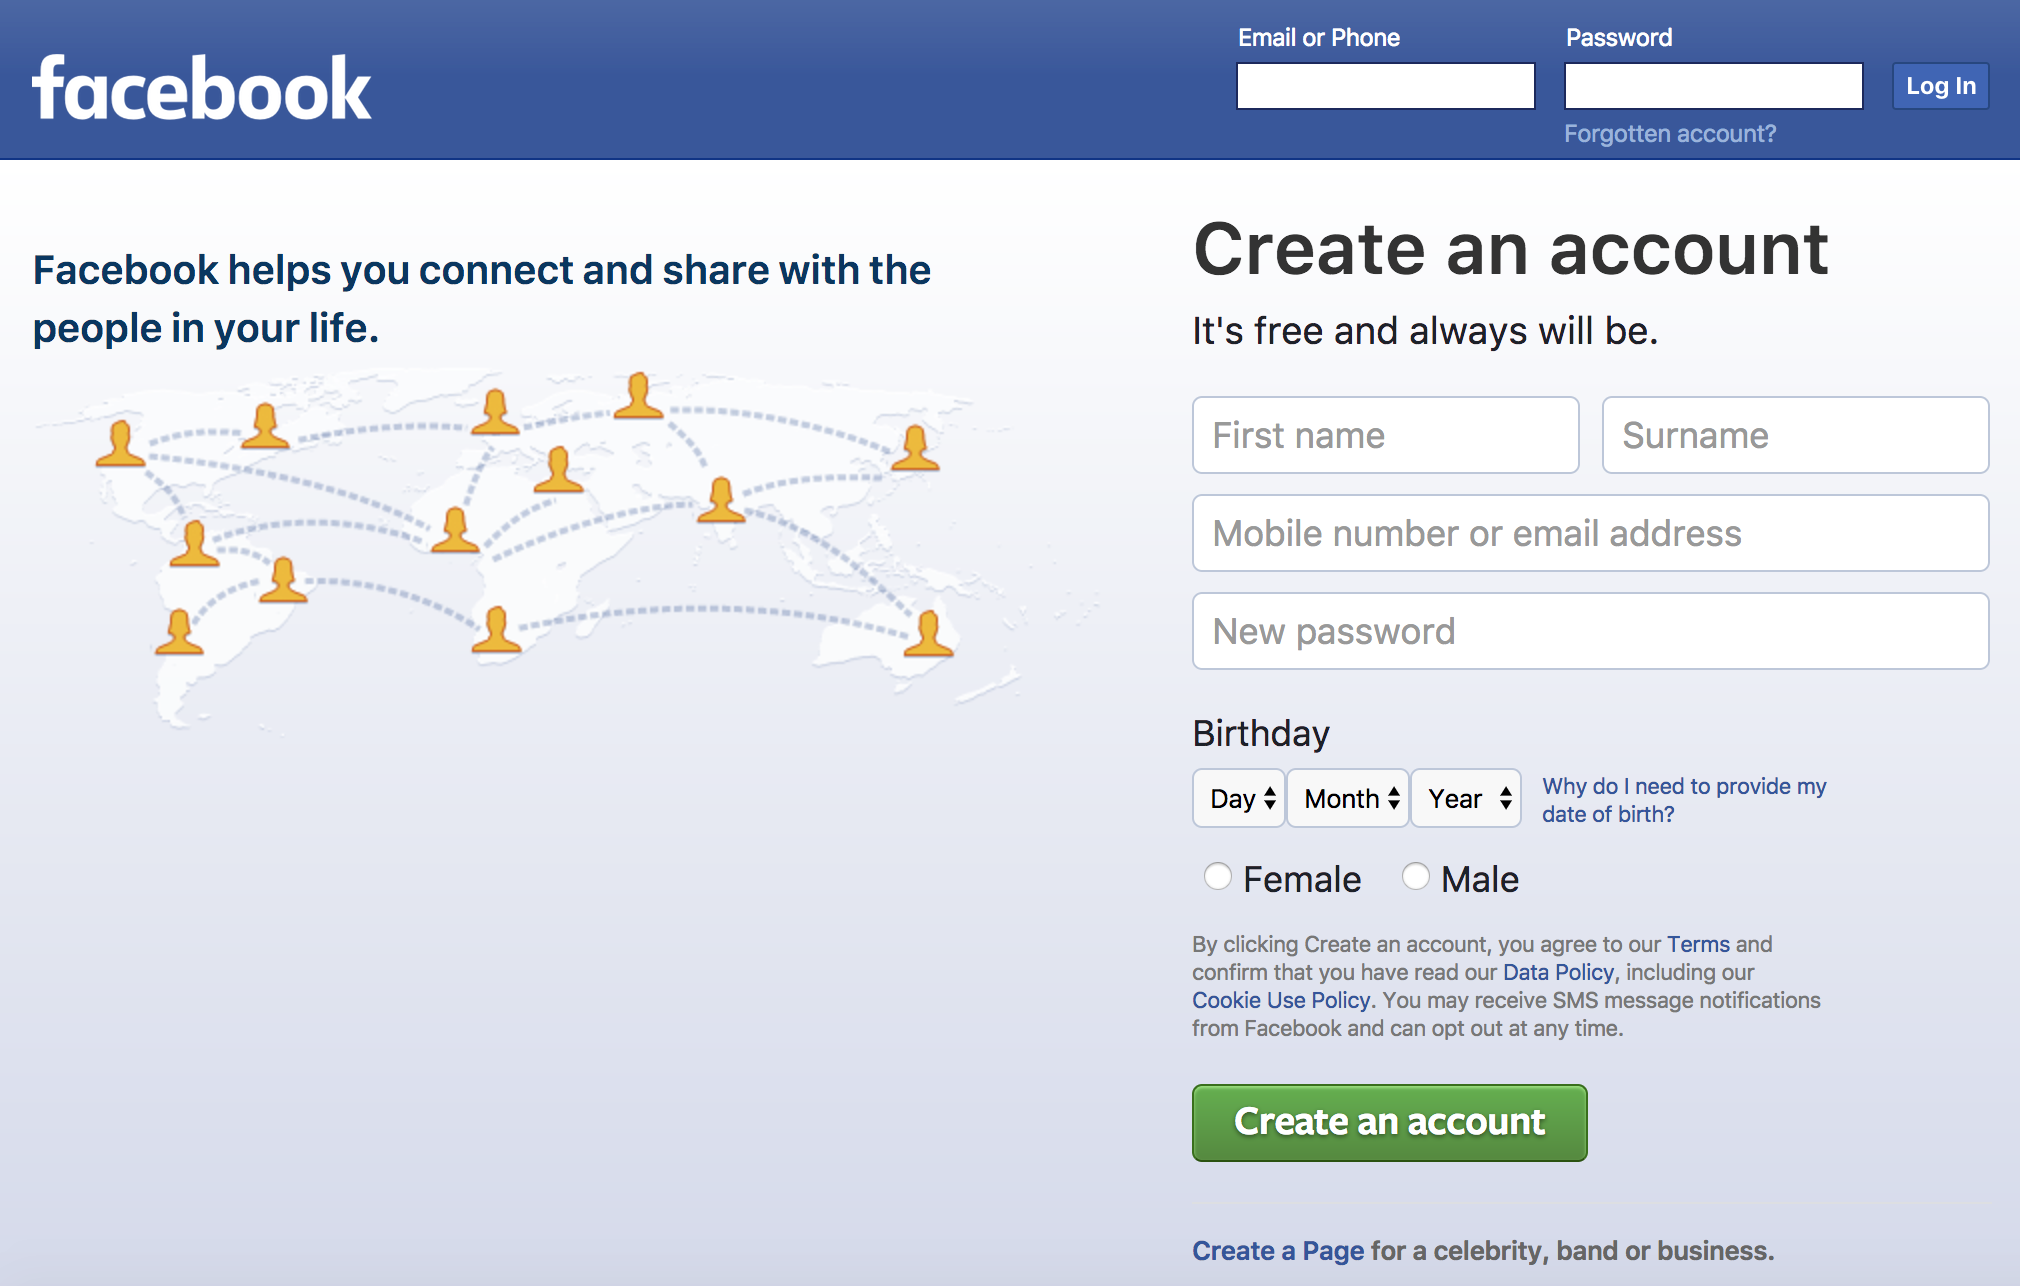 facebook
Email or Phone
Password
Log In
Forgotten account?
Facebook helps you connect and share with the
people in your life.
Create an account
It's free and always will be.
First name
Surname
Mobile number or email address
New password
Birthday
Day
Month
Year
Why do I need to provide my
date of birth?
Female
Male
By clicking Create an account, you agree to our Terms and
confirm that you have read our Data Policy, including our
Cookie Use Policy. You may receive SMS message notifications
from Facebook and can opt out at any time.
Create an account
Create a Page for a celebrity, band or business.